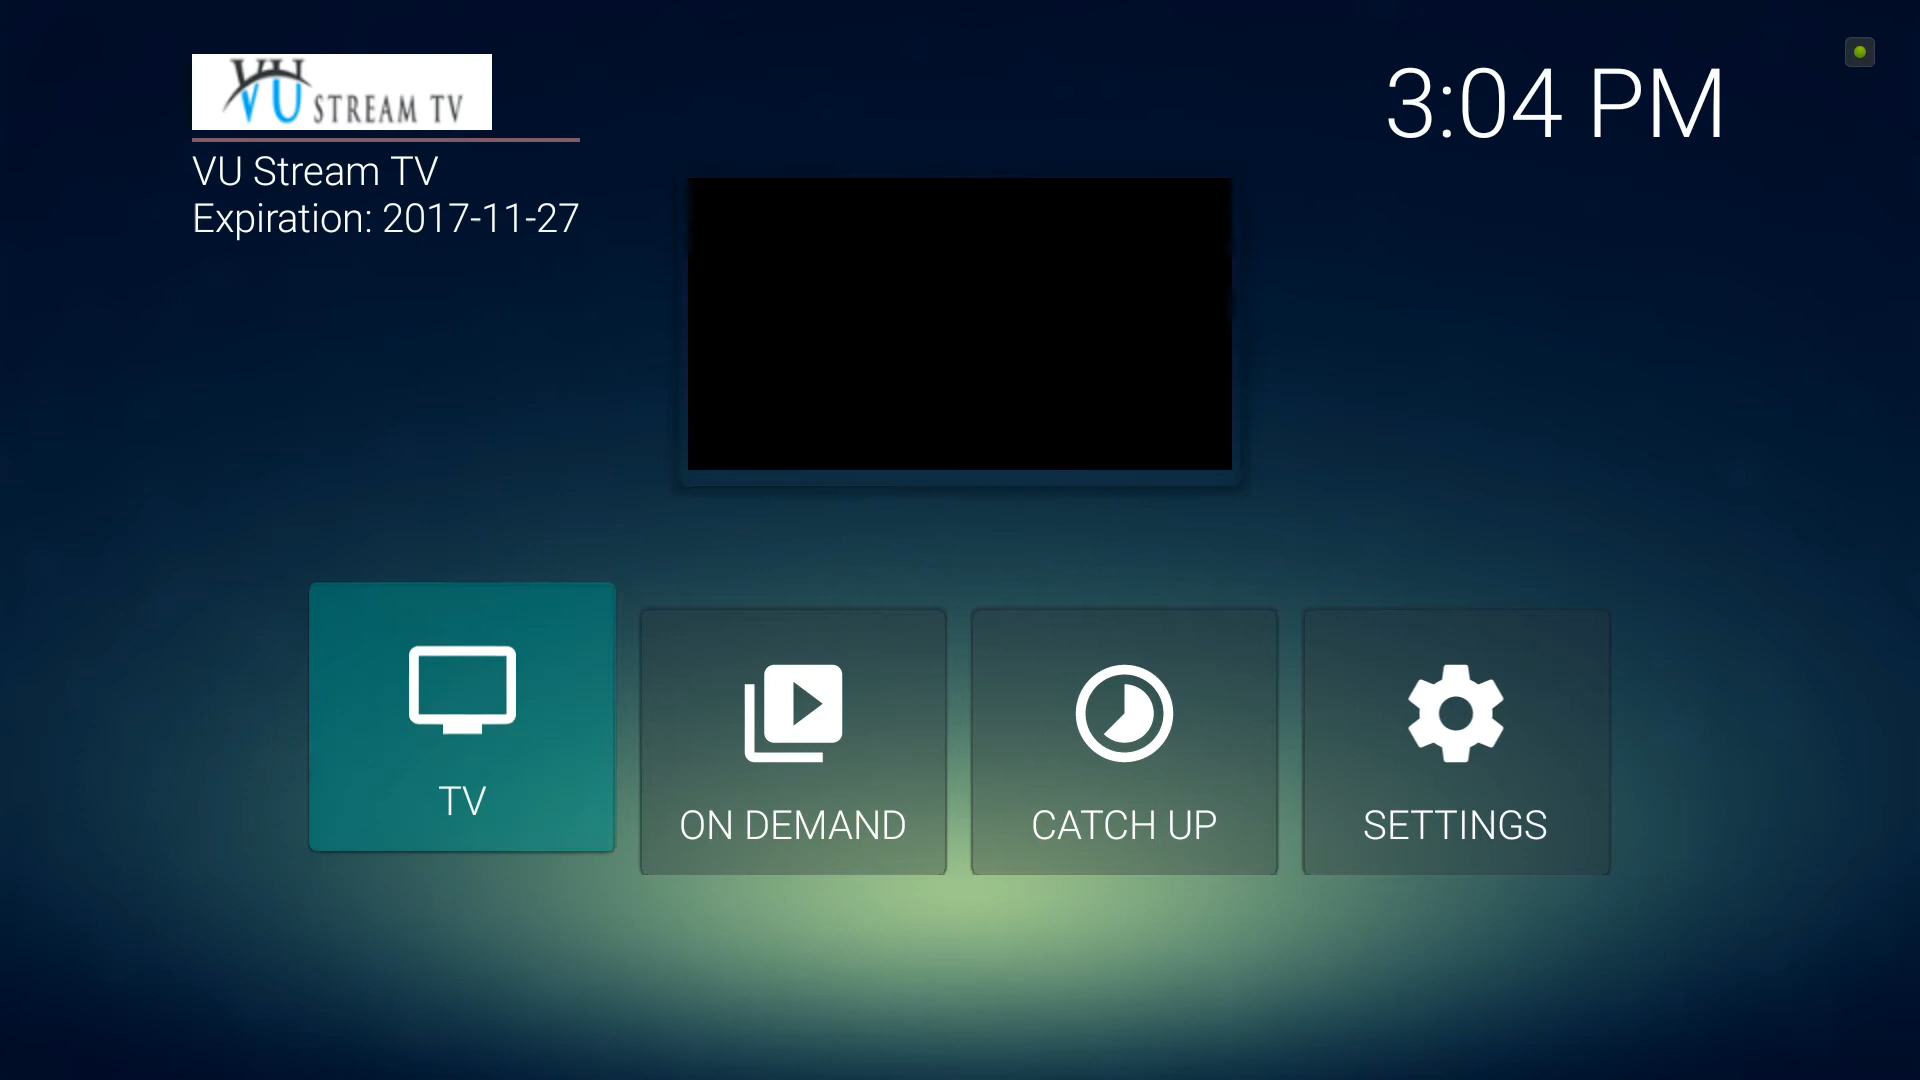 VU STREAM TV
3:04 PM
VU Stream TV
Expiration: 2017-11-27
TV
ON DEMAND
CATCH UP
SETTINGS